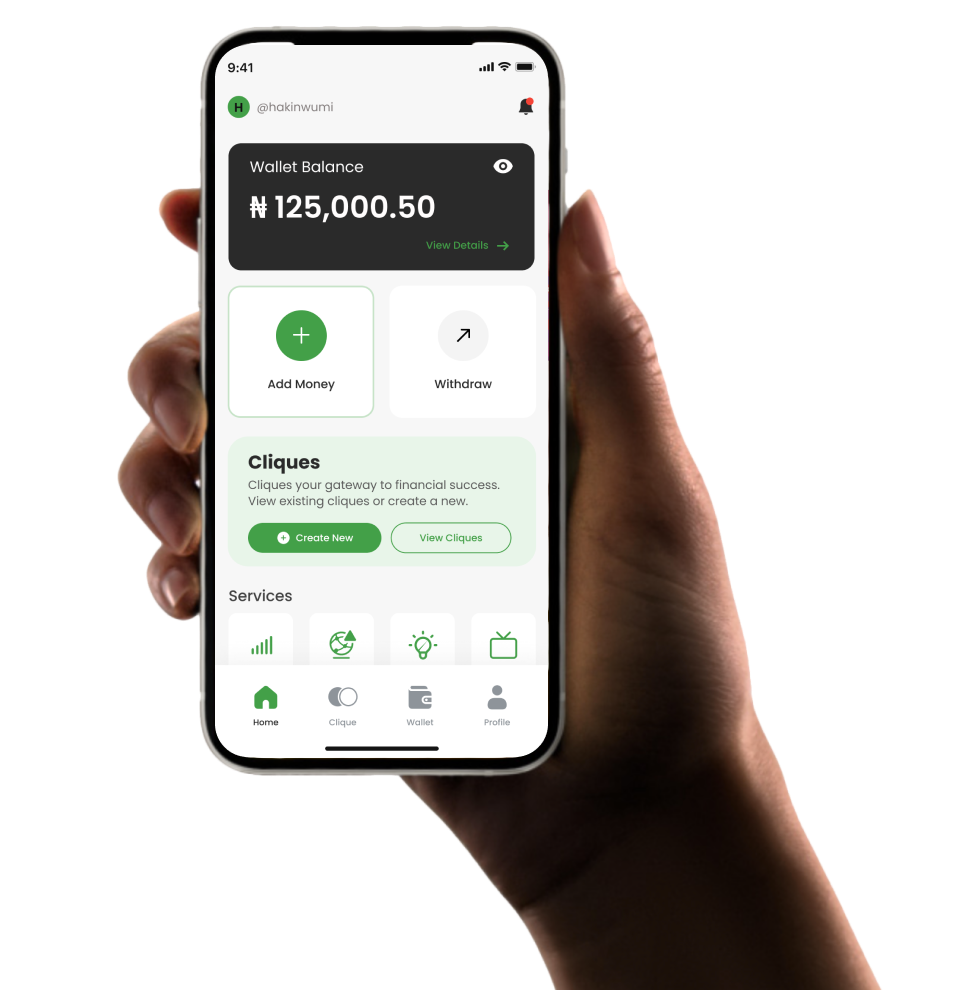 9:41
H @hakinwumi
Wallet Balance
₦ 125,000.50
View Details
Add Money
Withdraw
Cliques
Cliques your gateway to financial success.
View existing cliques or create a new.
Create New
View Cliques
Services
Home
Clique
Wallet
Profile